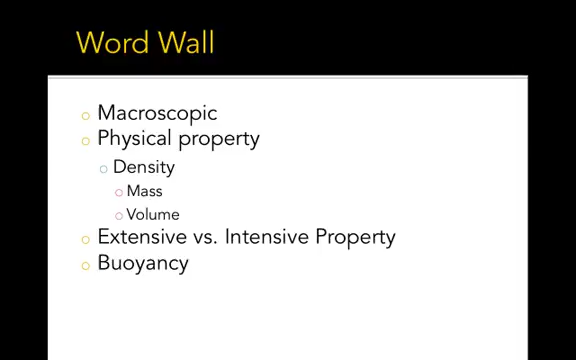 Word Wall
Macroscopic
Physical property
Density
Mass
Volume
Extensive vs. Intensive Property
Buoyancy